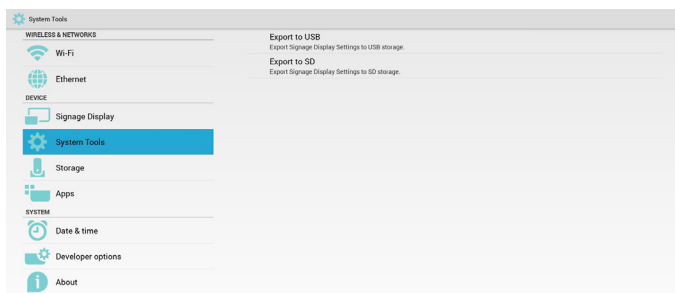 System Tools
WIRELESS & NETWORKS
Wi-Fi
Ethernet
DEVICE
Signage Display
System Tools
Storage
Apps
SYSTEM
Date & time
Developer options
About
Export to USB
Export Signage Display Settings to USB storage.
Export to SD
Export Signage Display Settings to SD storage.